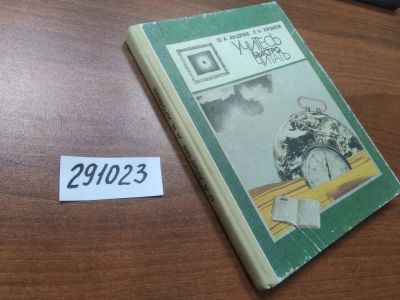 О. А. АНДРЕЕВ Л. Н. ХРОМОВ
УЧИТЕСЬ
БЫСТРО
ЧИТАТЬ
291023